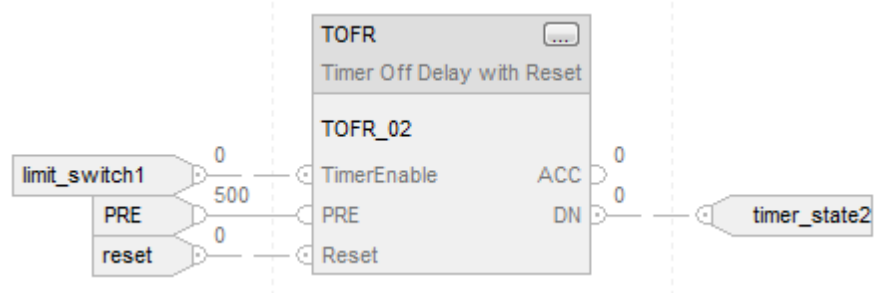 TOFR ...
Timer Off Delay with Reset
TOFR_02
limit_switch1 0 TimerEnable ACC 0
PRE 500 PRE DN 0 timer_state2
reset 0 Reset